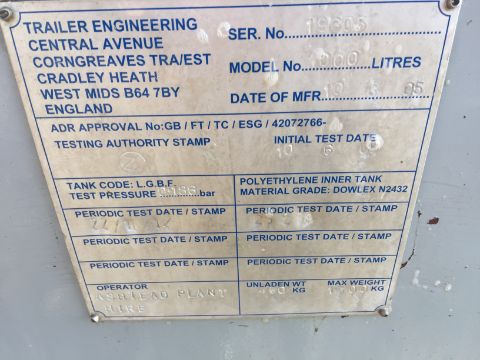 TRAILER ENGINEERING
CENTRAL AVENUE
CORNGREAVES TRA/EST
CRADLEY HEATH
WEST MIDS B64 7BY
ENGLAND
SER. No.
MODEL No. LITRES
DATE OF MFR
ADR APPROVAL No:GB / FT / TC / ESG / 42072766-
TESTING AUTHORITY STAMP INITIAL TEST DATE
TANK CODE: L.G.B.F
TEST PRESSURE bar
POLYETHYLENE INNER TANK
MATERIAL GRADE: DOWLEX N2432
PERIODIC TEST DATE / STAMP PERIODIC TEST DATE / STAMP
PERIODIC TEST DATE / STAMP PERIODIC TEST DATE / STAMP
PERIODIC TEST DATE / STAMP PERIODIC TEST DATE / STAMP
OPERATOR
ASHTEAD PLANT
HIRE
UNLADEN WT MAX WEIGHT
KG KG